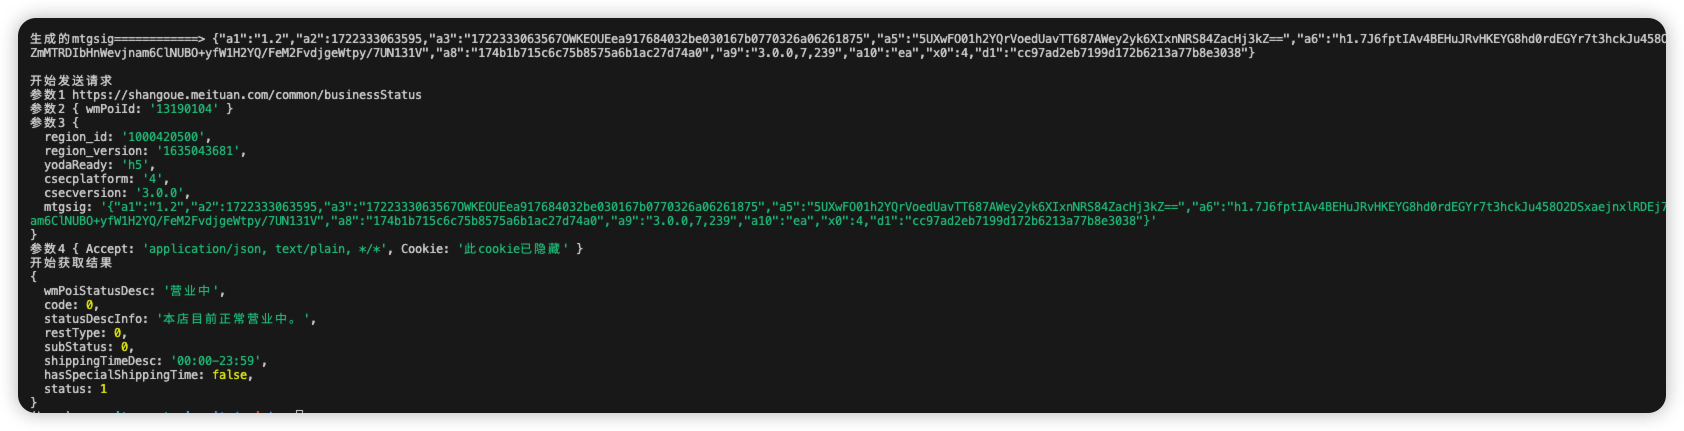 生成的mtgsig============> {"a1":"1.2","a2":1722333063595,"a3":"1722333063567OWKEOUEea917684032be030167b0770326a06261875","a5":"5UXwFO01h2YQrVoedUavTT687AWey2yk6XIxnNRS84ZacHj3kZ==","a6":"h1.7J6fptIAv4BEHuJRvHKEYG8hd0rdEGYr7t3hckJu458O
ZmMTRDIbHnWevjnam6ClNUBO+yfW1H2YQ/FeM2FvdjgeWtpy/7UN131V","a8":"174b1b715c6c75b8575a6b1ac27d74a0","a9":"3.0.0,7,239","a10":"ea","x0":4,"d1":"cc97ad2eb7199d172b6213a77b8e3038"}
开始发送请求
参数1 https://shangoue.meituan.com/common/businessStatus
参数2 { wmPoiId: '13190104' }
参数3 {
region_id: '1000420500',
region_version: '1635043681',
yodaReady: 'h5',
csecplatform: '4',
csecversion: '3.0.0',
mtgsig: '{"a1":"1.2","a2":1722333063595,"a3":"1722333063567OWKEOUEea917684032be030167b0770326a06261875","a5":"5UXwFO01h2YQrVoedUavTT687AWey2yk6XIxnNRS84ZacHj3kZ==","a6":"h1.7J6fptIAv4BEHuJRvHKEYG8hd0rdEGYr7t3hckJu458O2DSxaejnxlRDEj7
am6ClNUBO+yfW1H2YQ/FeM2FvdjgeWtpy/7UN131V","a8":"174b1b715c6c75b8575a6b1ac27d74a0","a9":"3.0.0,7,239","a10":"ea","x0":4,"d1":"cc97ad2eb7199d172b6213a77b8e3038"}'
}
参数4 { Accept: 'application/json, text/plain, */*', Cookie: '此cookie已隐藏' }
开始获取结果
{
wmPoiStatusDesc: '营业中',
code: 0,
statusDescInfo: '本店目前正常营业中。',
restType: 0,
subStatus: 0,
shippingTimeDesc: '00:00-23:59',
hasSpecialShippingTime: false,
status: 1
}